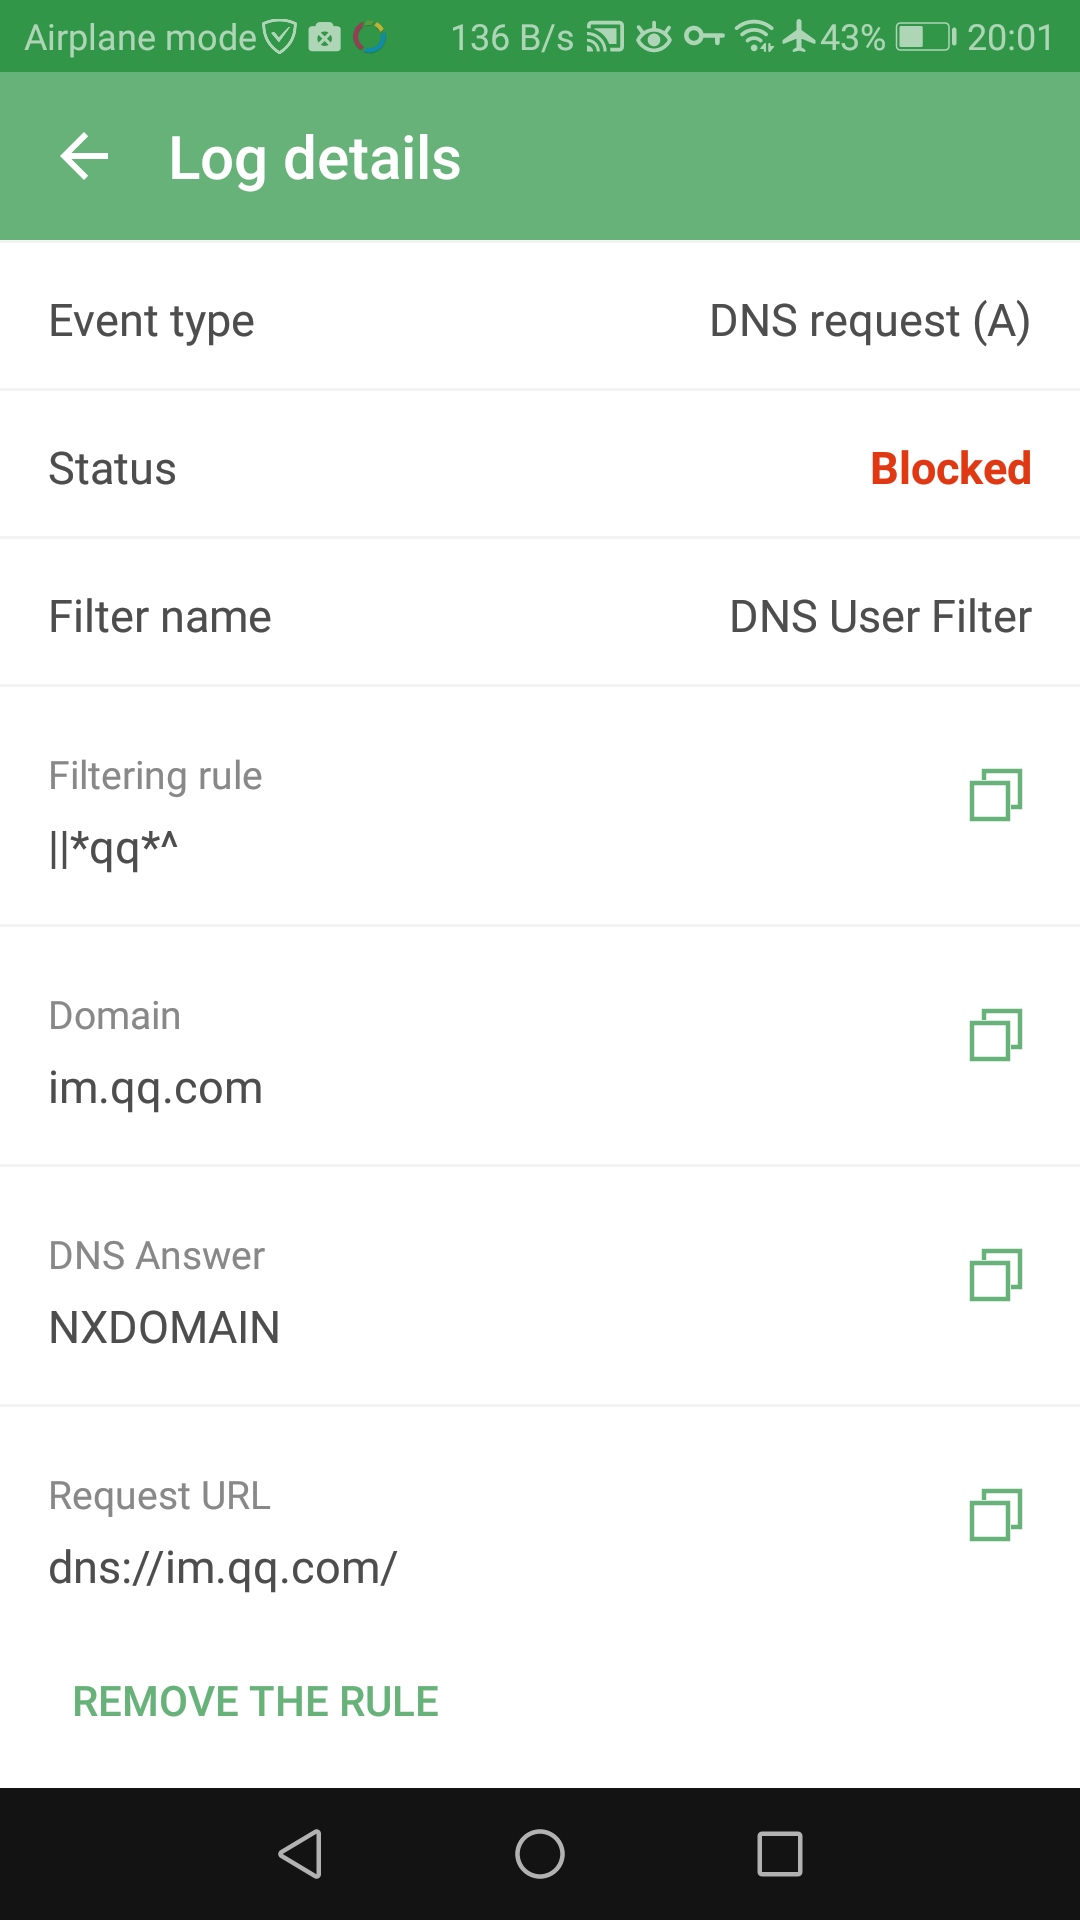 Airplane mode 136 B/s 43% 20:01
Log details
Event type DNS request (A)
Status Blocked
Filter name DNS User Filter
Filtering rule
||*qq*^
Domain
im.qq.com
DNS Answer
NXDOMAIN
Request URL
dns://im.qq.com/
REMOVE THE RULE